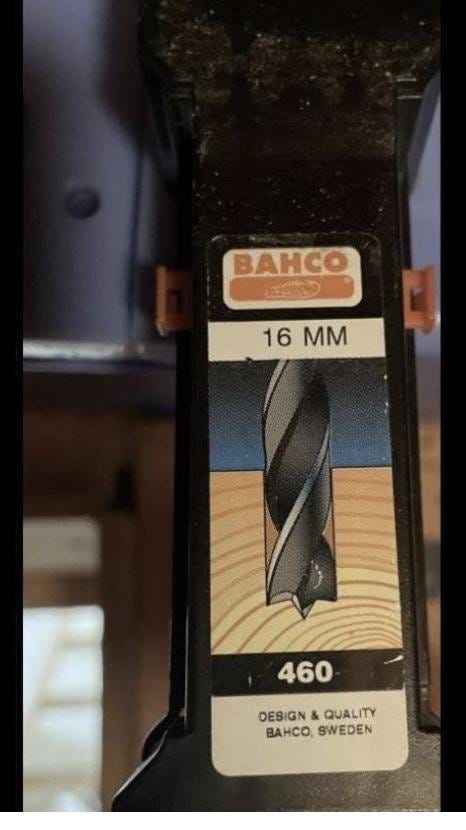 BAHCO
16 MM
460
DESIGN & QUALITY
BAHCO, SWEDEN